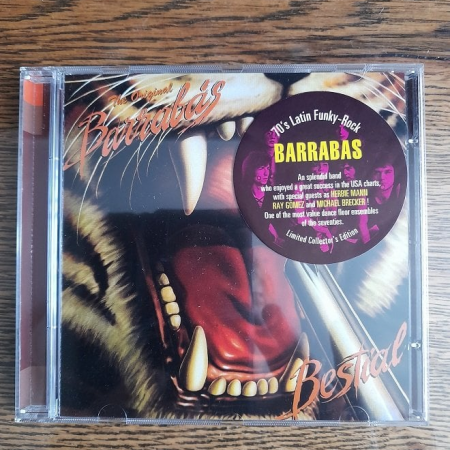 The Original
Barrabás
70's Latin Funky-Rock
BARRABAS
An splendid band
who enjoyed a great success in the USA charts,
with special guests as HERBIE MANN
RAY GOMEZ and MICHAEL BRECKER !
One of the most value dance floor ensembles
of the seventies.
Limited Collector's Edition
Bestial